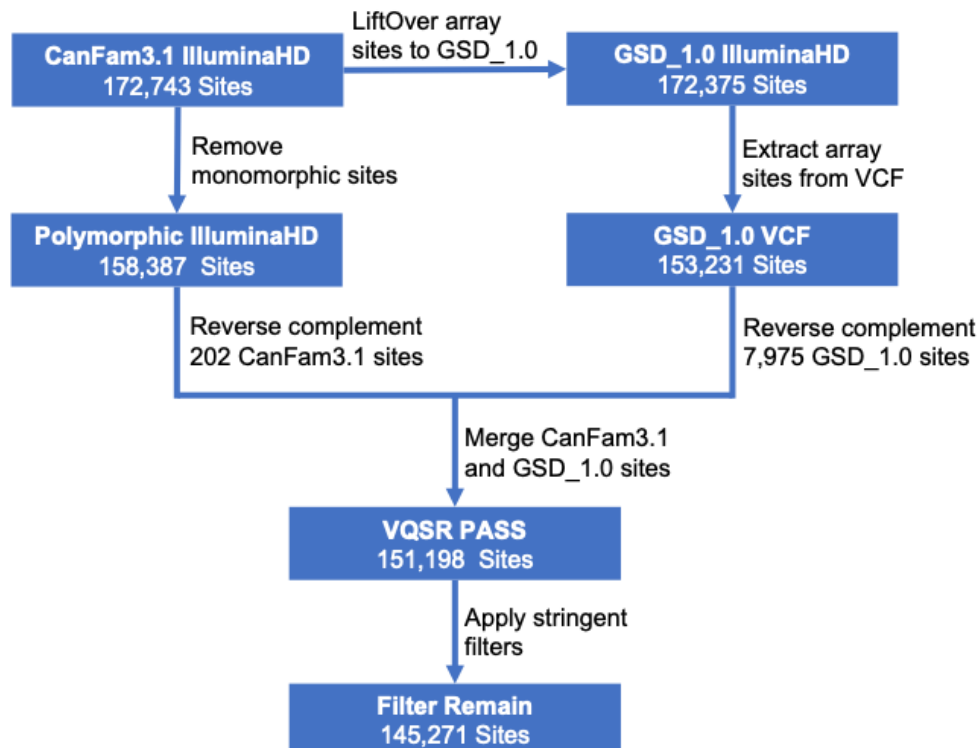 CanFam3.1 IlluminaHD
172,743 Sites
LiftOver array
sites to GSD_1.0
GSD_1.0 IlluminaHD
172,375 Sites
Remove
monomorphic sites
Extract array
sites from VCF
Polymorphic IlluminaHD
158,387 Sites
GSD_1.0 VCF
153,231 Sites
Reverse complement
202 CanFam3.1 sites
Reverse complement
7,975 GSD_1.0 sites
Merge CanFam3.1
and GSD_1.0 sites
VQSR PASS
151,198 Sites
Apply stringent
filters
Filter Remain
145,271 Sites